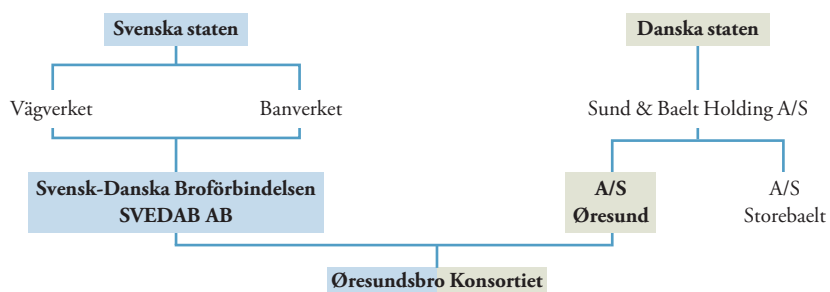 Svenska staten
Danska staten
Vägverket
Banverket
Sund & Baelt Holding A/S
Svensk-Danska Broförbindelsen
SVEDAB AB
A/S
Øresund
A/S
Storebaelt
Øresundsbro Konsortiet